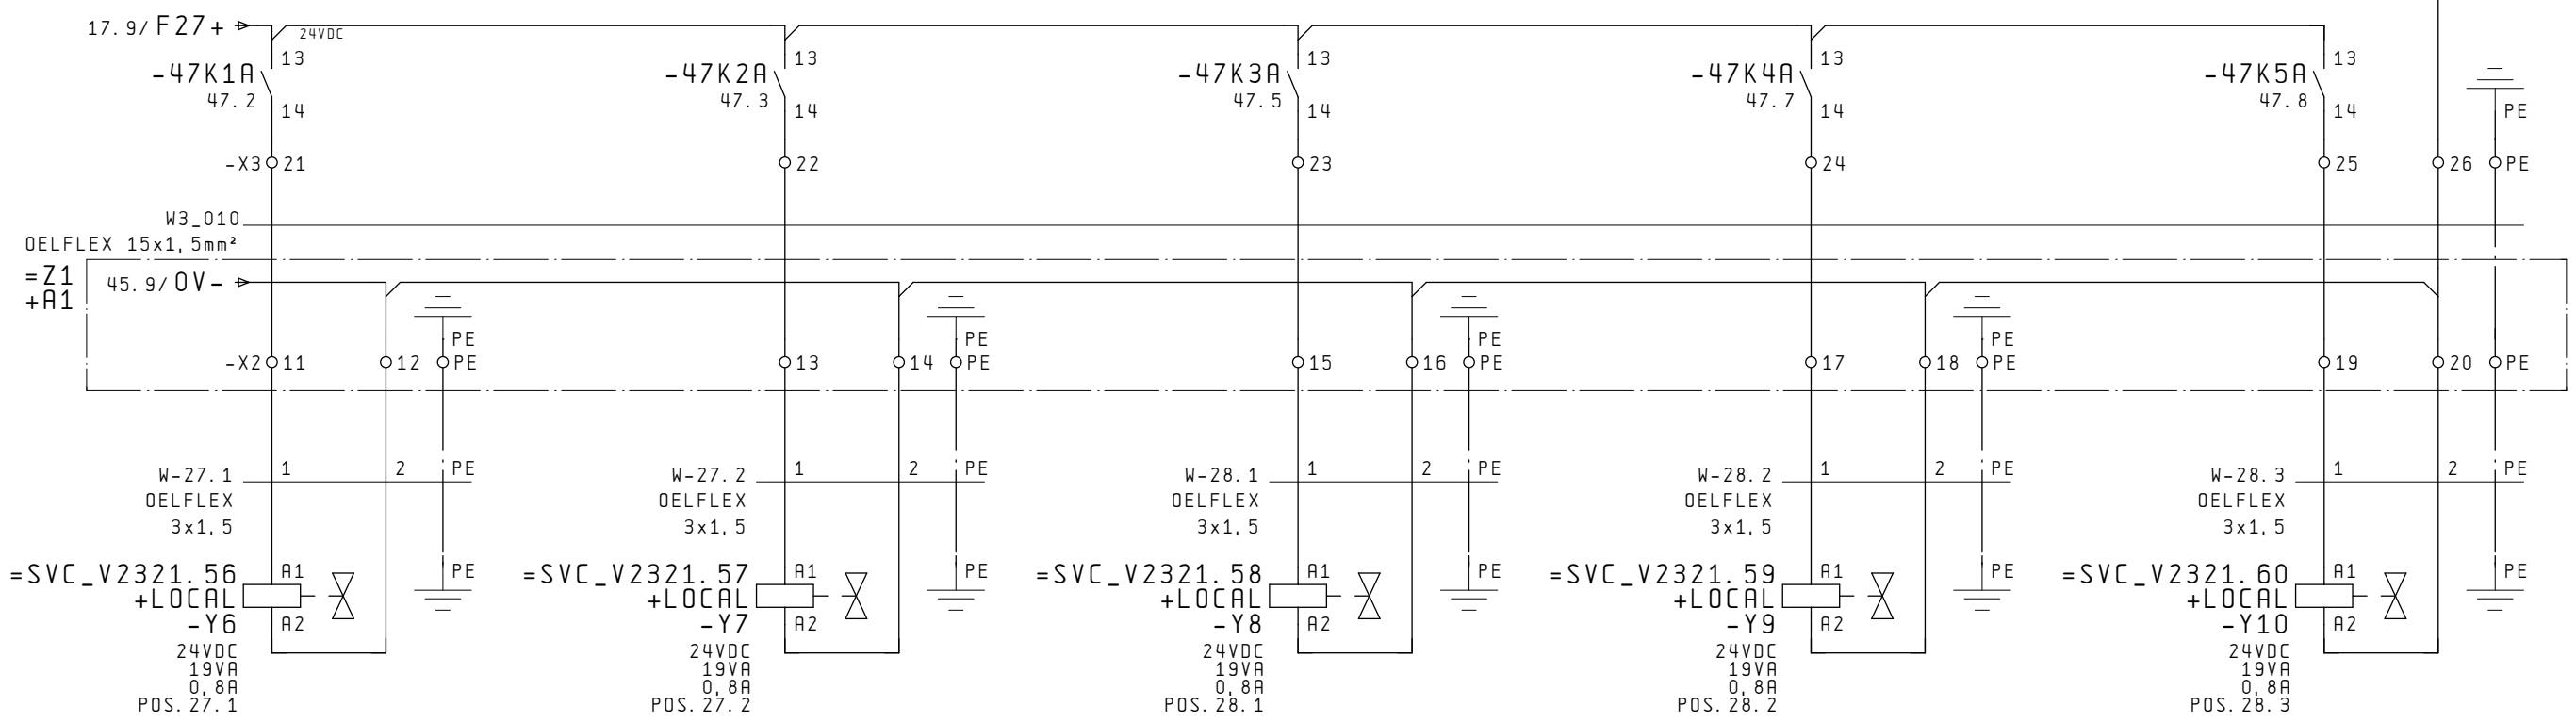 17.9/F27+ 24VDC
13 13 13 13 13
-47K1A -47K2A -47K3A -47K4A -47K5A
47.2 47.3 47.5 47.7 47.8
14 14 14 14 14 PE
-X3 21 22 23 24 25 26 PE
W3_010
OELFLEX 15x1,5mm²
=Z1
+A1
45.9/0V-
PE PE PE PE
-X2 11 12 PE 13 14 PE 15 16 PE 17 18 PE 19 20 PE
W-27.1 1 2 PE W-27.2 1 2 PE W-28.1 1 2 PE W-28.2 1 2 PE W-28.3 1 2 PE
OELFLEX OELFLEX OELFLEX OELFLEX OELFLEX
3x1,5 3x1,5 3x1,5 3x1,5 3x1,5
=SVC_V2321.56 A1 PE =SVC_V2321.57 A1 PE =SVC_V2321.58 A1 PE =SVC_V2321.59 A1 PE =SVC_V2321.60 A1 PE
+LOCAL +LOCAL +LOCAL +LOCAL +LOCAL
-Y6 A2 -Y7 A2 -Y8 A2 -Y9 A2 -Y10 A2
24VDC 24VDC 24VDC 24VDC 24VDC
19VA 19VA 19VA 19VA 19VA
0,8A 0,8A 0,8A 0,8A 0,8A
POS.27.1 POS.27.2 POS.28.1 POS.28.2 POS.28.3